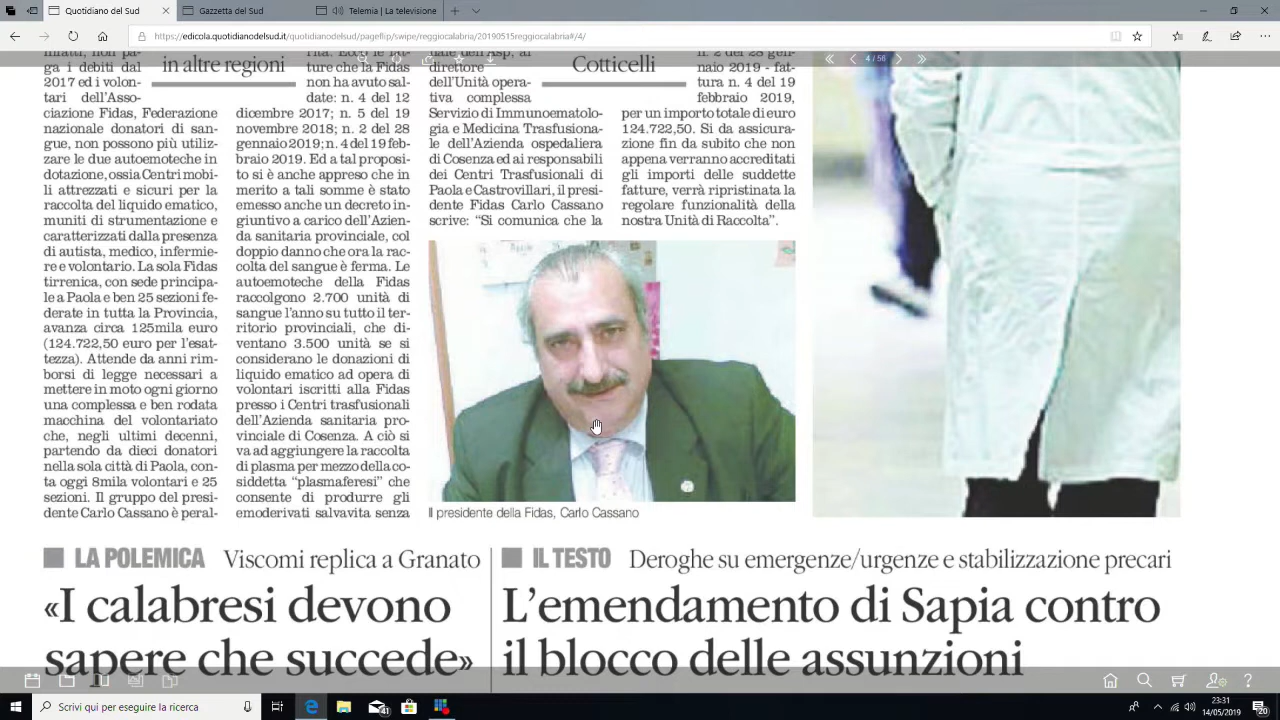 Quotidiano del Sud
Gazzetta del Sud
Telemia | La televisione
https://edicola.quotidianodelsud.it/quotidianodelsud/pageflip/swipe/reggiocalabria/20190515reggiocalabria#/4/
4 / 56
ga i debiti dal
2017 ed i volon-
tari dell'Asso-
ciazione Fidas, Federazione
nazionale donatori di san-
gue, non possono più utiliz-
zare le due autoemoteche in
dotazione, ossia Centri mobi-
li attrezzati e sicuri per la
raccolta del liquido ematico,
muniti di strumentazione e
caratterizzati dalla presenza
di autista, medico, infermie-
re e volontario. La sola Fidas
tirrenica, con sede principa-
le a Paola e ben 25 sezioni fe-
derate in tutta la Provincia,
avanza circa 125mila euro
(124.722,50 euro per l'esat-
tezza). Attende da anni rim-
borsi di legge necessari a
mettere in moto ogni giorno
una complessa e ben rodata
macchina del volontariato
che, negli ultimi decenni,
partendo da dieci donatori
nella sola città di Paola, con-
ta oggi 8mila volontari e 25
sezioni. Il gruppo del presi-
dente Carlo Cassano è peral-
in altre regioni
ture che la Fidas
non ha avuto sal-
date: n. 4 del 12
dicembre 2017; n. 5 del 19
novembre 2018; n. 2 del 28
gennaio 2019; n. 4 del 19 feb-
braio 2019. Ed a tal proposi-
to si è anche appreso che in
merito a tali somme è stato
emesso anche un decreto in-
giuntivo a carico dell'Azien-
da sanitaria provinciale, col
doppio danno che ora la rac-
colta del sangue è ferma. Le
autoemoteche della Fidas
raccolgono 2.700 unità di
sangue l'anno su tutto il ter-
ritorio provinciali, che di-
ventano 3.500 unità se si
considerano le donazioni di
liquido ematico ad opera di
volontari iscritti alla Fidas
presso i Centri trasfusionali
dell'Azienda sanitaria pro-
vinciale di Cosenza. A ciò si
va ad aggiungere la raccolta
di plasma per mezzo della co-
siddetta “plasmaferesi” che
consente di produrre gli
emoderivati salvavita senza
direttore
dell'Unità opera-
tiva complessa
Servizio di Immunoematolo-
gia e Medicina Trasfusiona-
le dell'Azienda ospedaliera
di Cosenza ed ai responsabili
dei Centri Trasfusionali di
Paola e Castrovillari, il presi-
dente Fidas Carlo Cassano
scrive: “Si comunica che la
Cotticelli
n. 2 del 28 gen-
naio 2019 - fat-
tura n. 4 del 19
febbraio 2019,
per un importo totale di euro
124.722,50. Si da assicura-
zione fin da subito che non
appena verranno accreditati
gli importi delle suddette
fatture, verrà ripristinata la
regolare funzionalità della
nostra Unità di Raccolta”.
Il presidente della Fidas, Carlo Cassano
LA POLEMICA Viscomi replica a Granato
«I calabresi devono
sapere che succede»
IL TESTO Deroghe su emergenze/urgenze e stabilizzazione precari
L'emendamento di Sapia contro
il blocco delle assunzioni
Scrivi qui per eseguire la ricerca
41
23:31
14/05/2019
20